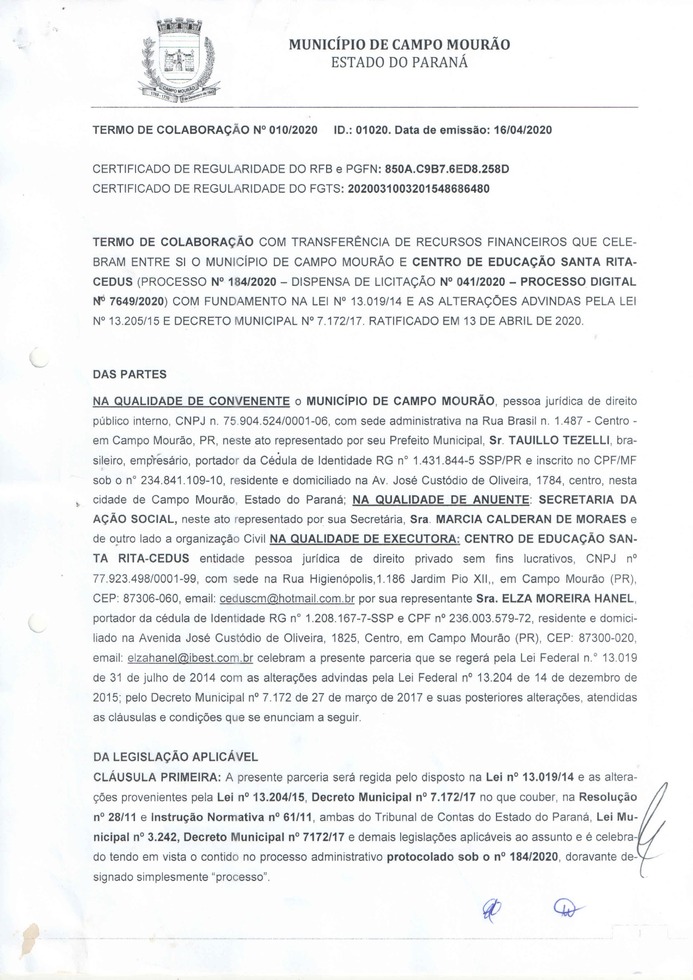 MUNICÍPIO DE CAMPO MOURÃO
ESTADO DO PARANÁ
CAMPO MOURÃO
TERMO DE COLABORAÇÃO Nº 010/2020 ID.: 01020. Data de emissão: 16/04/2020
CERTIFICADO DE REGULARIDADE DO RFB e PGFN: 850A.C9B7.6ED8.258D
CERTIFICADO DE REGULARIDADE DO FGTS: 2020031003201548686480
TERMO DE COLABORAÇÃO COM TRANSFERÊNCIA DE RECURSOS FINANCEIROS QUE CELE-
BRAM ENTRE SI O MUNICÍPIO DE CAMPO MOURÃO E CENTRO DE EDUCAÇÃO SANTA RITA-
CEDUS (PROCESSO Nº 184/2020 – DISPENSA DE LICITAÇÃO Nº 041/2020 – PROCESSO DIGITAL
Nº 7649/2020) COM FUNDAMENTO NA LEI Nº 13.019/14 E AS ALTERAÇÕES ADVINDAS PELA LEI
Nº 13.205/15 E DECRETO MUNICIPAL Nº 7.172/17. RATIFICADO EM 13 DE ABRIL DE 2020.
DAS PARTES
NA QUALIDADE DE CONVENENTE o MUNICÍPIO DE CAMPO MOURÃO, pessoa jurídica de direito
público interno, CNPJ n. 75.904.524/0001-06, com sede administrativa na Rua Brasil n. 1.487 - Centro -
em Campo Mourão, PR, neste ato representado por seu Prefeito Municipal, Sr. TAUILLO TEZELLI, bra-
sileiro, empresário, portador da Cédula de Identidade RG n° 1.431.844-5 SSP/PR e inscrito no CPF/MF
sob o n° 234.841.109-10, residente e domiciliado na Av. José Custódio de Oliveira, 1784, centro, nesta
cidade de Campo Mourão, Estado do Paraná; NA QUALIDADE DE ANUENTE: SECRETARIA DA
AÇÃO SOCIAL, neste ato representado por sua Secretária, Sra. MARCIA CALDERAN DE MORAES e
de outro lado a organização Civil NA QUALIDADE DE EXECUTORA: CENTRO DE EDUCAÇÃO SAN-
TA RITA-CEDUS entidade pessoa jurídica de direito privado sem fins lucrativos, CNPJ nº
77.923.498/0001-99, com sede na Rua Higienópolis,1.186 Jardim Pio XII,, em Campo Mourão (PR),
CEP: 87306-060, email: ceduscm@hotmail.com.br por sua representante Sra. ELZA MOREIRA HANEL,
portador da cédula de Identidade RG n° 1.208.167-7-SSP e CPF nº 236.003.579-72, residente e domici-
liado na Avenida José Custódio de Oliveira, 1825, Centro, em Campo Mourão (PR), CEP: 87300-020,
email: elzahanel@ibest.com.br celebram a presente parceria que se regerá pela Lei Federal n.° 13.019
de 31 de julho de 2014 com as alterações advindas pela Lei Federal nº 13.204 de 14 de dezembro de
2015; pelo Decreto Municipal nº 7.172 de 27 de março de 2017 e suas posteriores alterações, atendidas
as cláusulas e condições que se enunciam a seguir.
DA LEGISLAÇÃO APLICÁVEL
CLÁUSULA PRIMEIRA: A presente parceria será regida pelo disposto na Lei nº 13.019/14 e as altera-
ções provenientes pela Lei nº 13.204/15, Decreto Municipal nº 7.172/17 no que couber, na Resolução
nº 28/11 e Instrução Normativa nº 61/11, ambas do Tribunal de Contas do Estado do Paraná, Lei Mu-
nicipal nº 3.242, Decreto Municipal nº 7172/17 e demais legislações aplicáveis ao assunto e é celebra-
do tendo em vista o contido no processo administrativo protocolado sob o nº 184/2020, doravante de-
signado simplesmente “processo”.